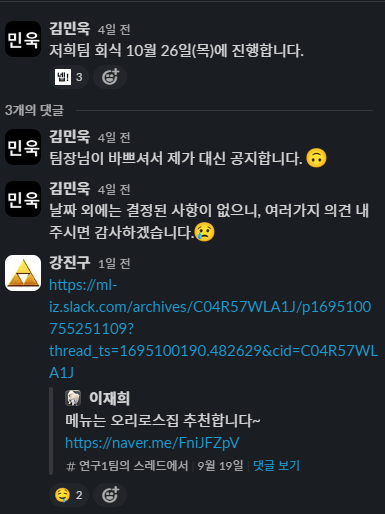 민욱
김민욱 4일 전
저희팀 회식 10월 26일(목)에 진행합니다.
넵! 3
3개의 댓글
민욱
김민욱 4일 전
팀장님이 바쁘셔서 제가 대신 공지합니다.
민욱
김민욱 4일 전
날짜 외에는 결정된 사항이 없으니, 여러가지 의견 내
주시면 감사하겠습니다.
강진구 1일 전
https://ml-
iz.slack.com/archives/C04R57WLA1J/p1695100
755251109?
thread_ts=1695100190.482629&cid=C04R57WL
A1J
이재희
메뉴는 오리로스집 추천합니다~
https://naver.me/FniJFZpV
# 연구1팀의 스레드에서 | 9월 19일 | 댓글 보기
2